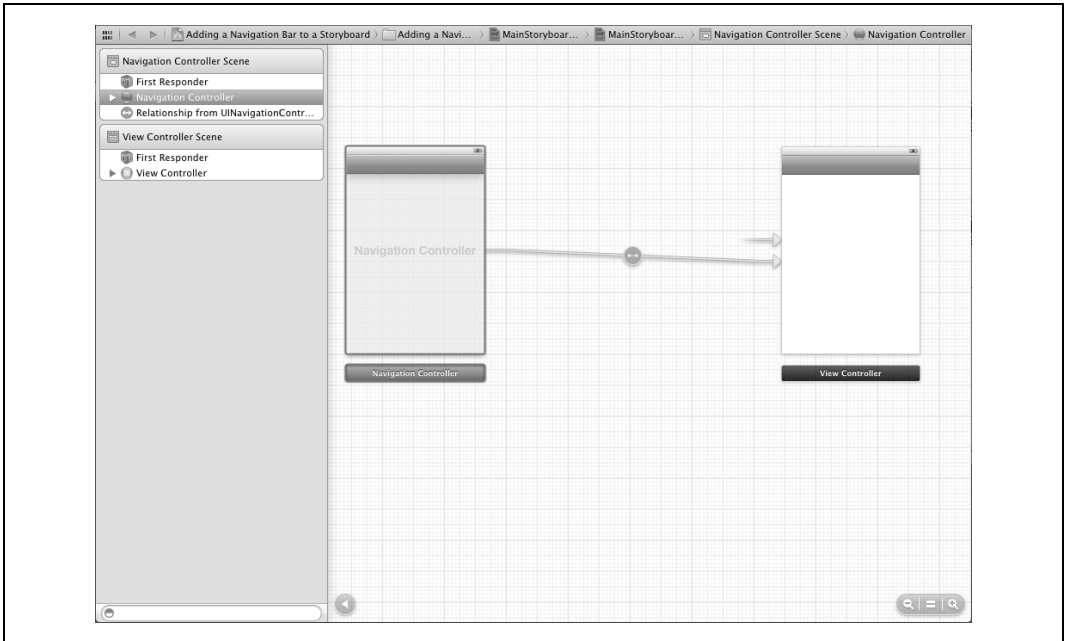 Adding a Navigation Bar to a Storyboard Adding a Navi... MainStoryboar... MainStoryboar... Navigation Controller Scene Navigation Controller
Navigation Controller Scene
First Responder
Navigation Controller
Relationship from UINavigationContr...
View Controller Scene
First Responder
View Controller
Navigation Controller
Navigation Controller
View Controller